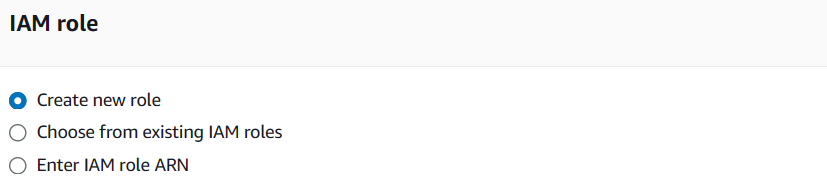 IAM role
Create new role
Choose from existing IAM roles
Enter IAM role ARN